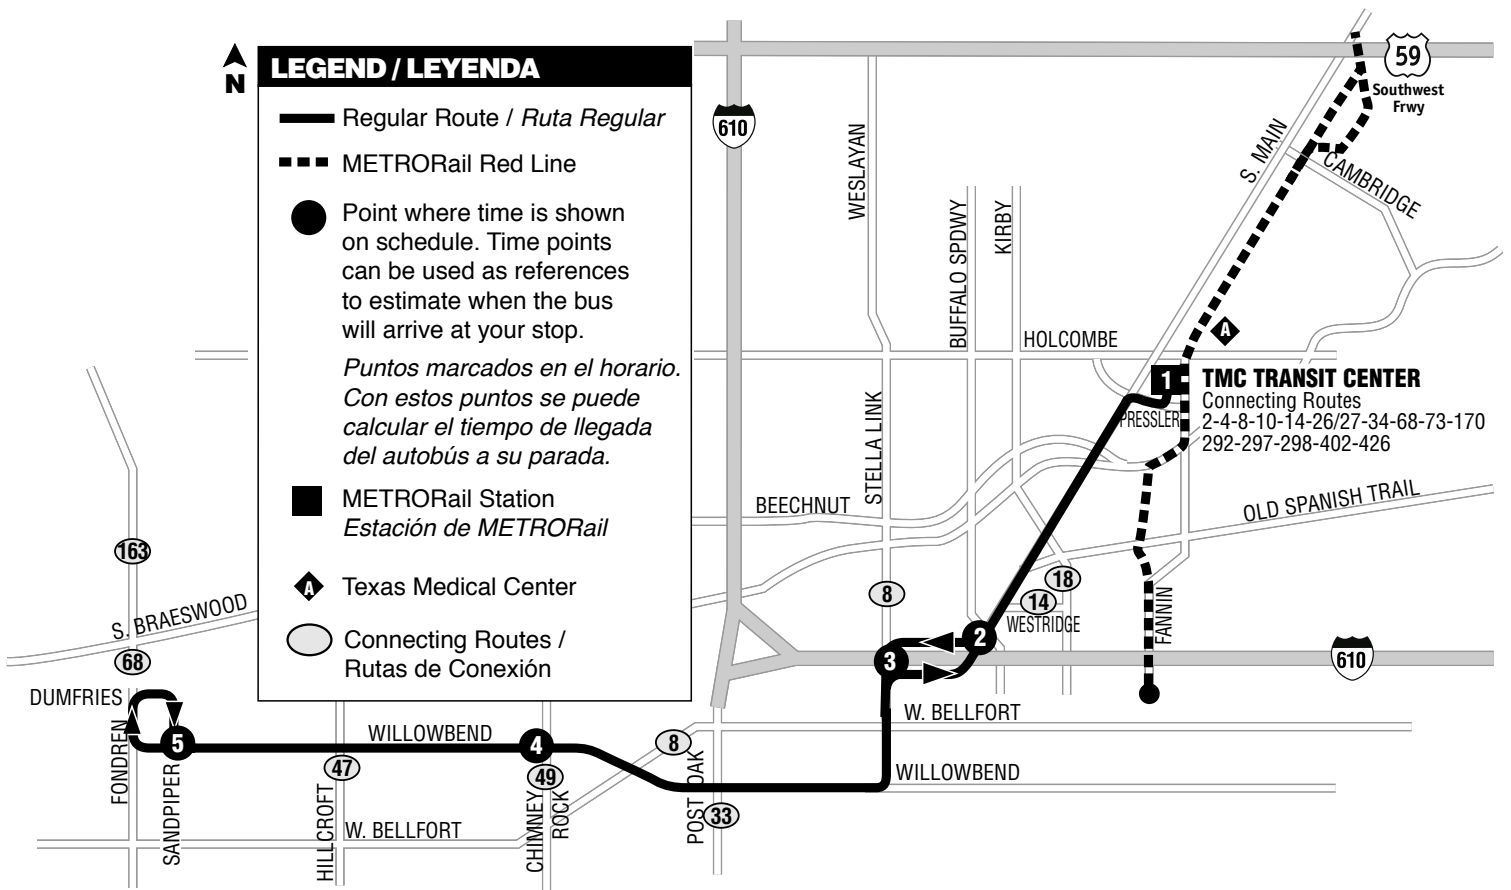 N
LEGEND / LEYENDA
Regular Route / Ruta Regular
METRORail Red Line
Point where time is shown
on schedule. Time points
can be used as references
to estimate when the bus
will arrive at your stop.
Puntos marcados en el horario.
Con estos puntos se puede
calcular el tiempo de llegada
del autobús a su parada.
METRORail Station
Estación de METRORail
A
Texas Medical Center
Connecting Routes /
Rutas de Conexión
610
59
Southwest
Frwy
WESLAYAN
S. MAIN
CAMBRIDGE
BUFFALO SPDWY
KIRBY
HOLCOMBE
A
1
TMC TRANSIT CENTER
Connecting Routes
2-4-8-10-14-26/27-34-68-73-170
292-297-298-402-426
PRESSLER
STELLA LINK
BEECHNUT
OLD SPANISH TRAIL
163
8
18
14
WESTRIDGE
FANNIN
S. BRAESWOOD
68
2
3
610
DUMFRIES
FONDREN
5
SANDPIPER
WILLOWBEND
47
HILLCROFT
W. BELLFORT
4
49
CHIMNEY
ROCK
8
POST OAK
33
W. BELLFORT
WILLOWBEND